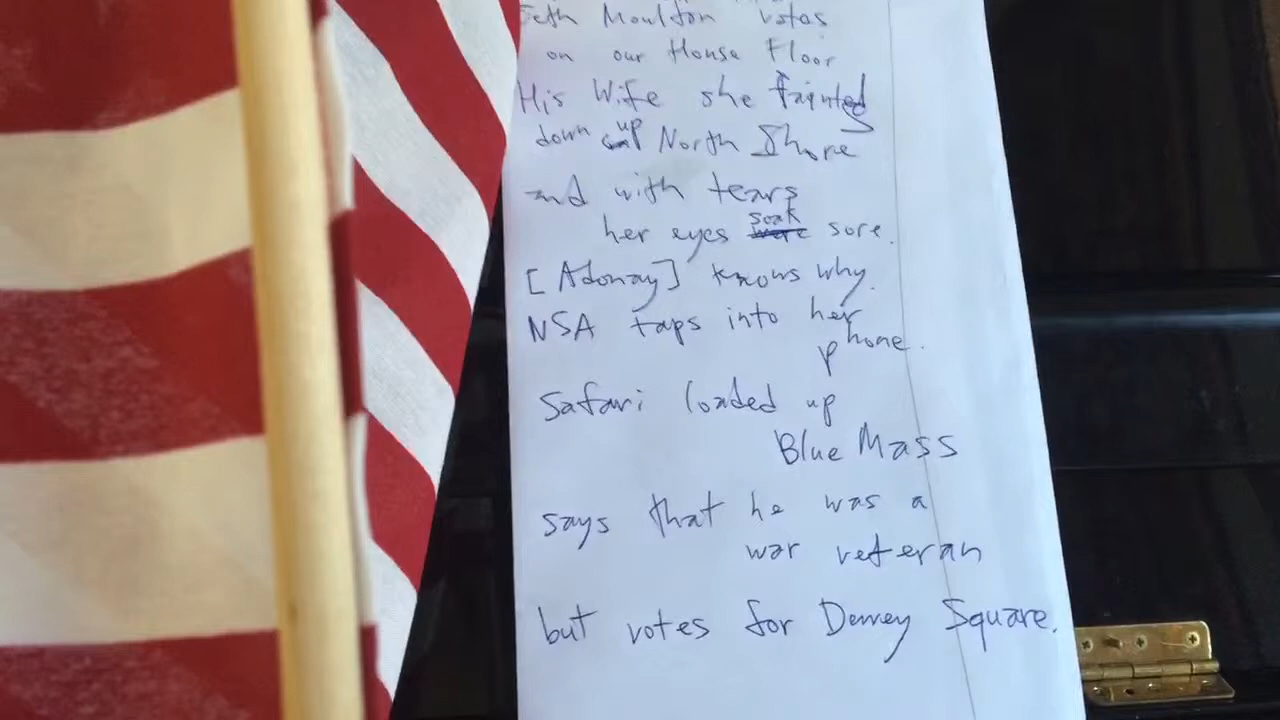 Seth Moulton votes
on our House Floor
His Wife she fainted
down up North Shore
and with tears
her eyes soak sore.
[Adonay] knows why.
NSA taps into her
phone.
Safari loaded up
Blue Mass
says that he was a
war veteran
but votes for Dewey Square.